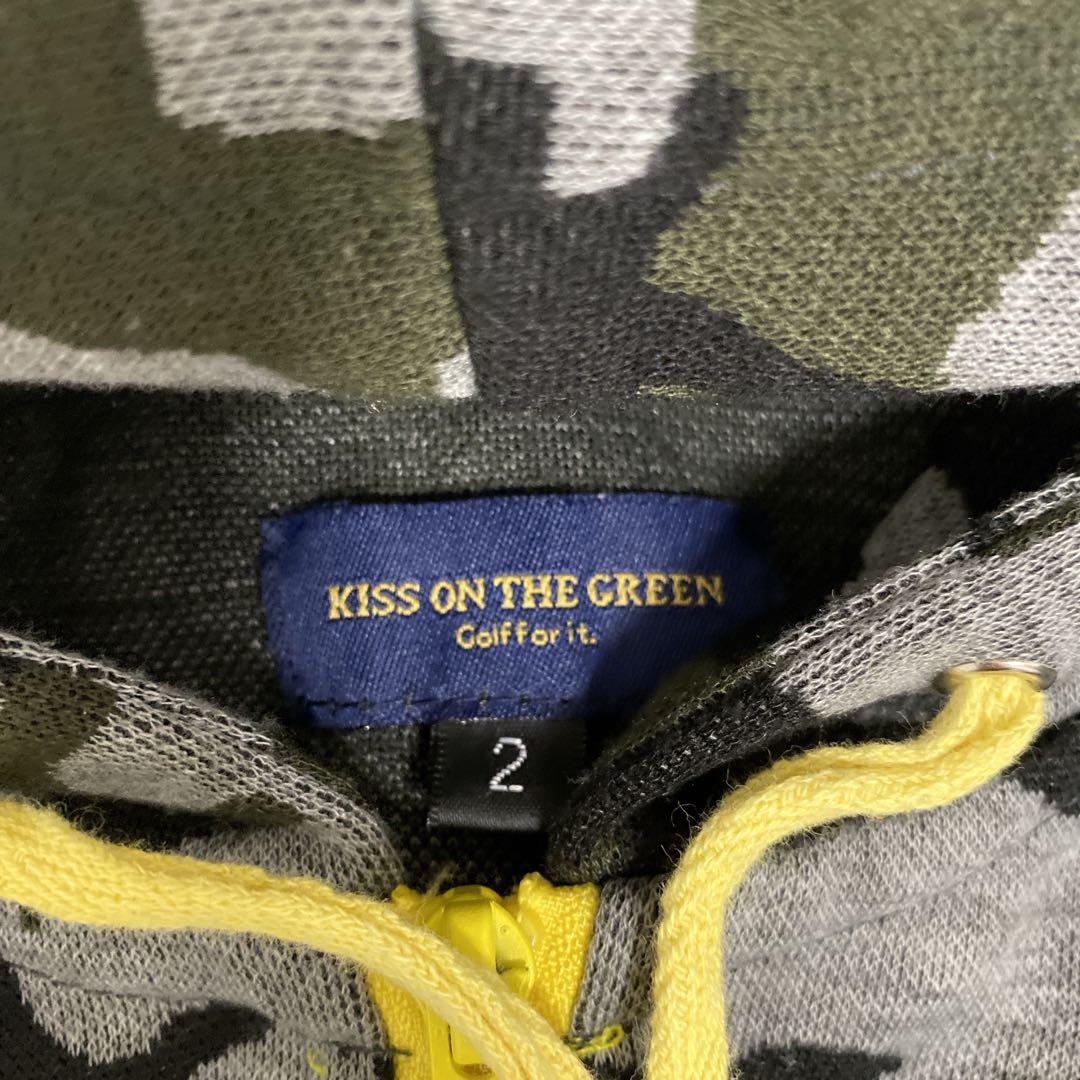 KISS ON THE GREEN
Golf for it.
2